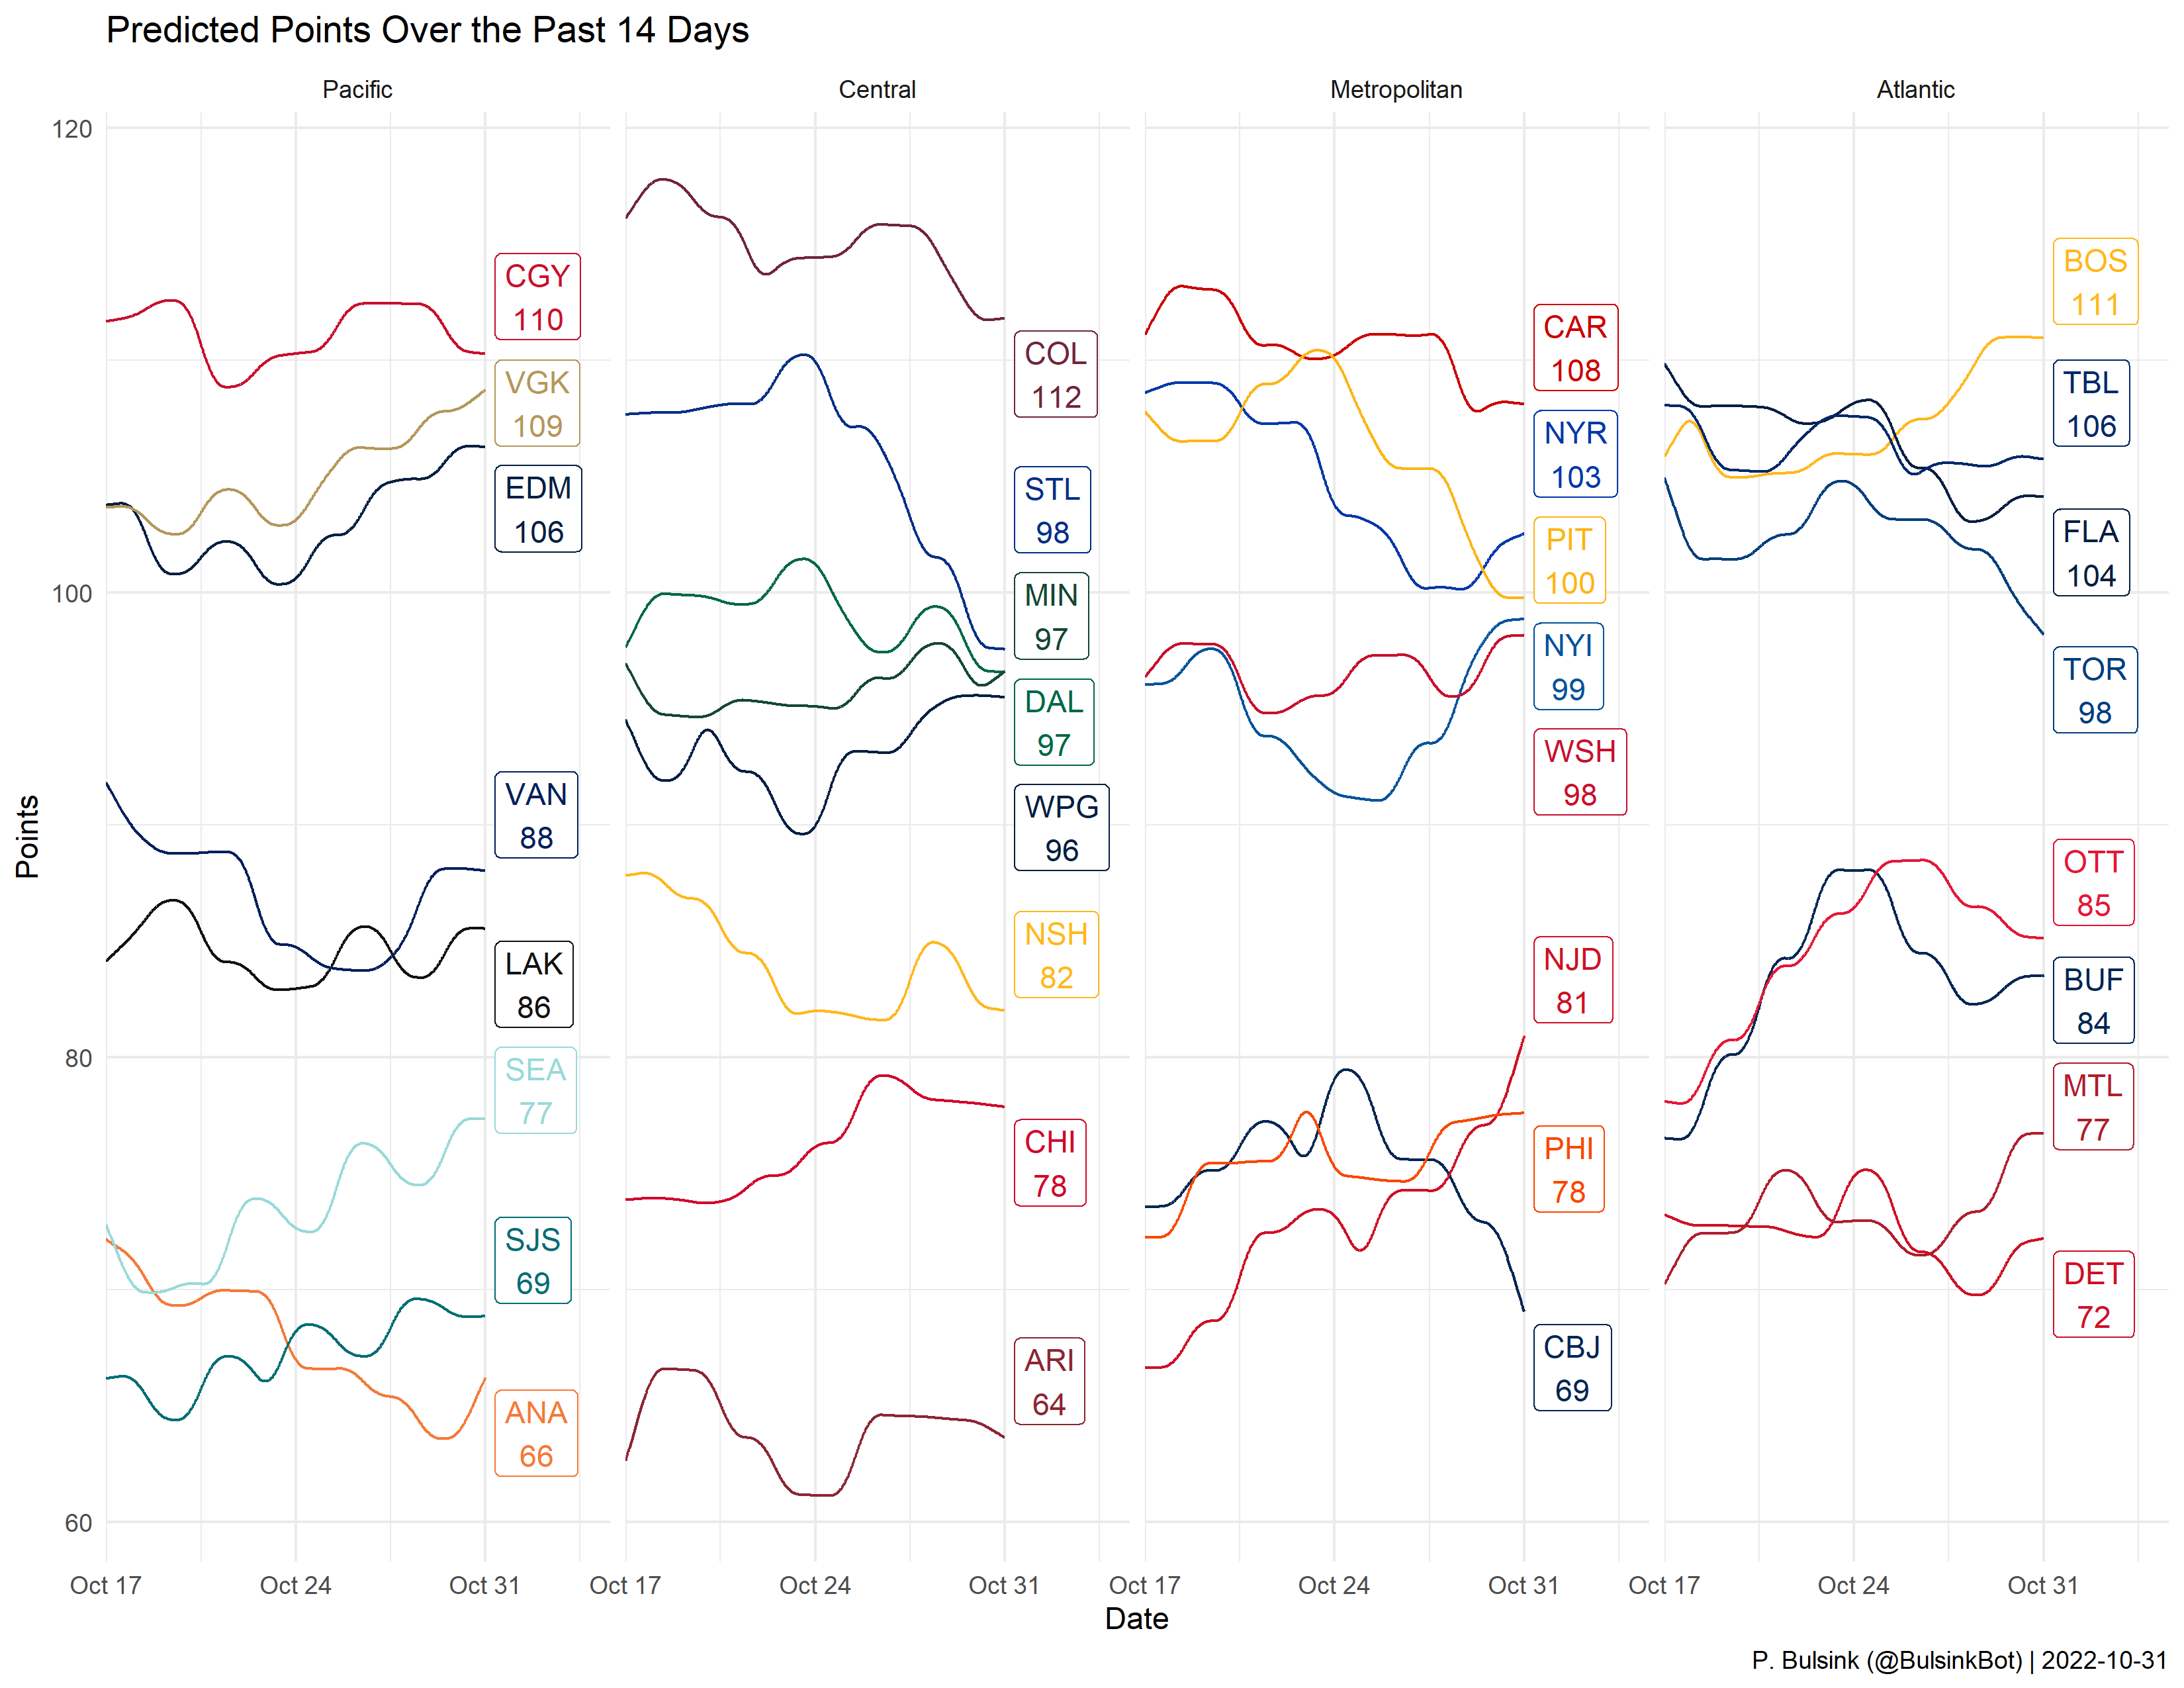 Predicted Points Over the Past 14 Days
Pacific
Central
Metropolitan
Atlantic
Points
120
100
80
60
CGY
110
VGK
109
EDM
106
VAN
88
LAK
86
SEA
77
SJS
69
ANA
66
COL
112
STL
98
MIN
97
DAL
97
WPG
96
NSH
82
CHI
78
ARI
64
CAR
108
NYR
103
PIT
100
NYI
99
WSH
98
NJD
81
PHI
78
CBJ
69
BOS
111
TBL
106
FLA
104
TOR
98
OTT
85
BUF
84
MTL
77
DET
72
Oct 17 Oct 24 Oct 31 Oct 17 Oct 24 Oct 31 Oct 17 Oct 24 Oct 31 Oct 17 Oct 24 Oct 31
Date
P. Bulsink (@BulsinkBot) | 2022-10-31